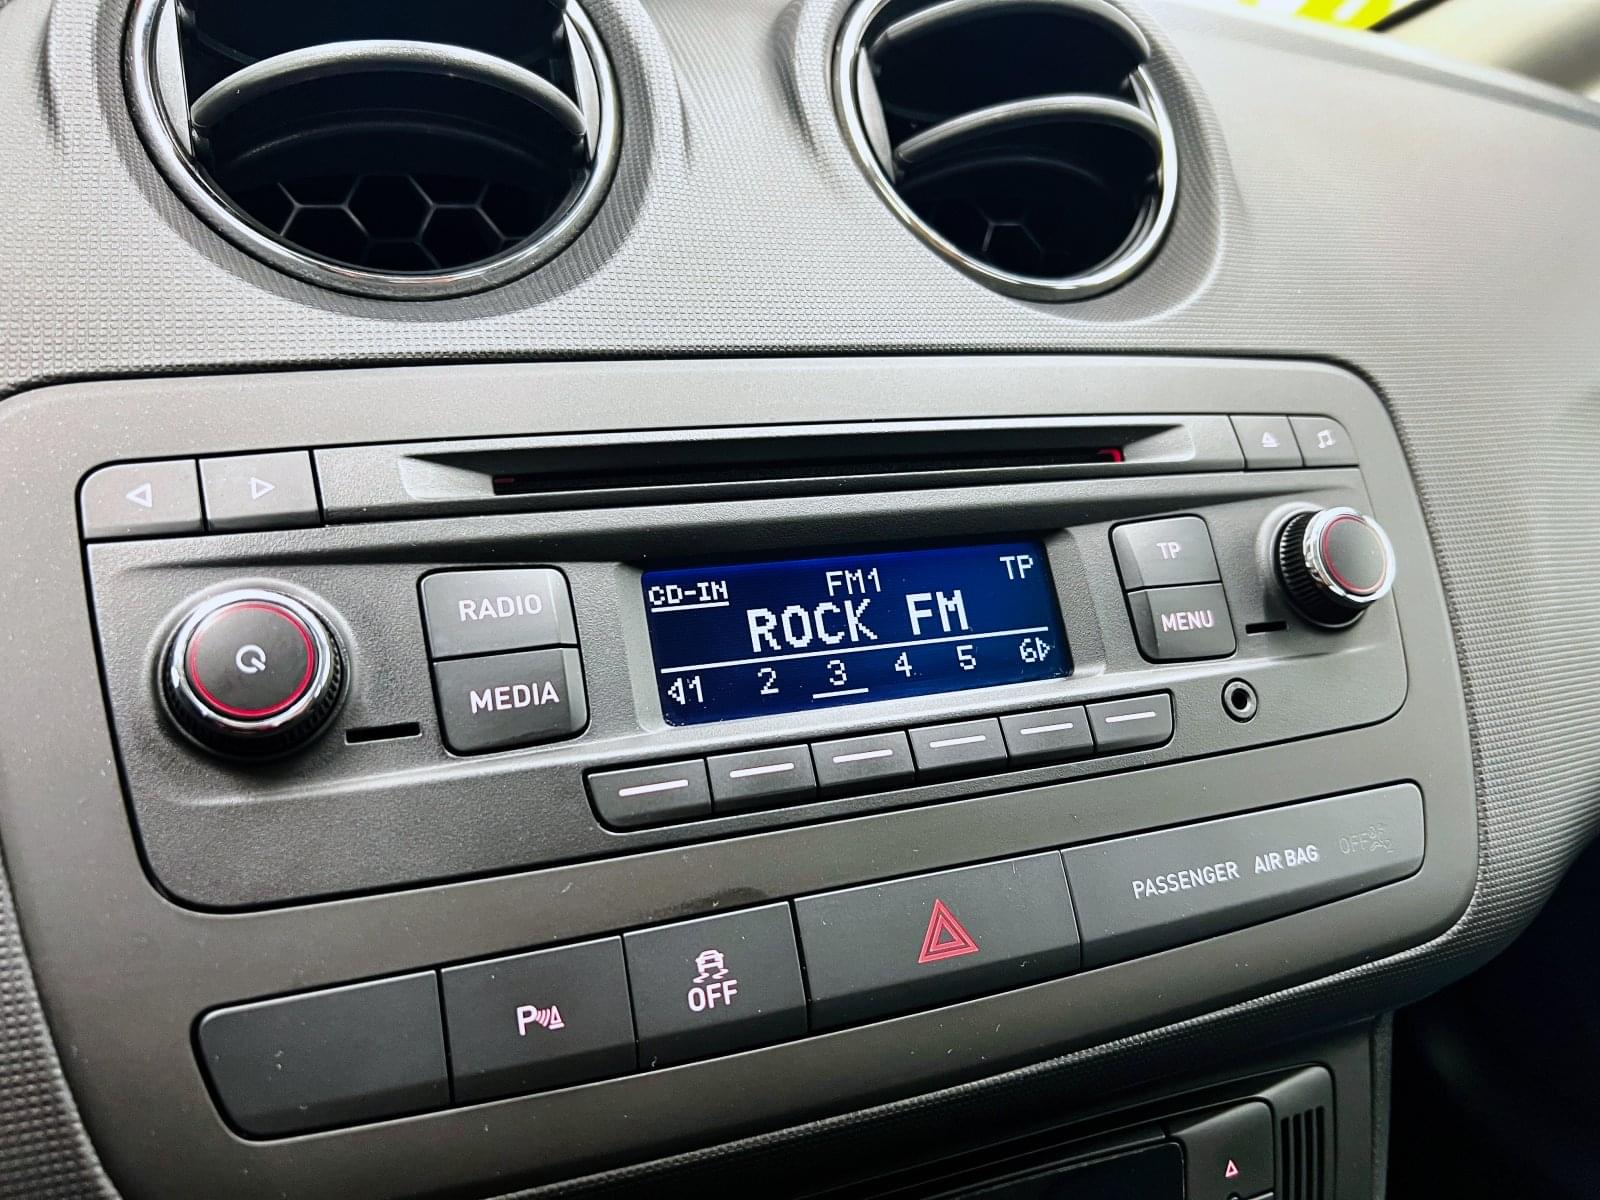 RADIO
MEDIA
CD-IN FM1 TP
ROCK FM
1 2 3 4 5 6
TP
MENU
PASSENGER AIR BAG OFF
P
OFF